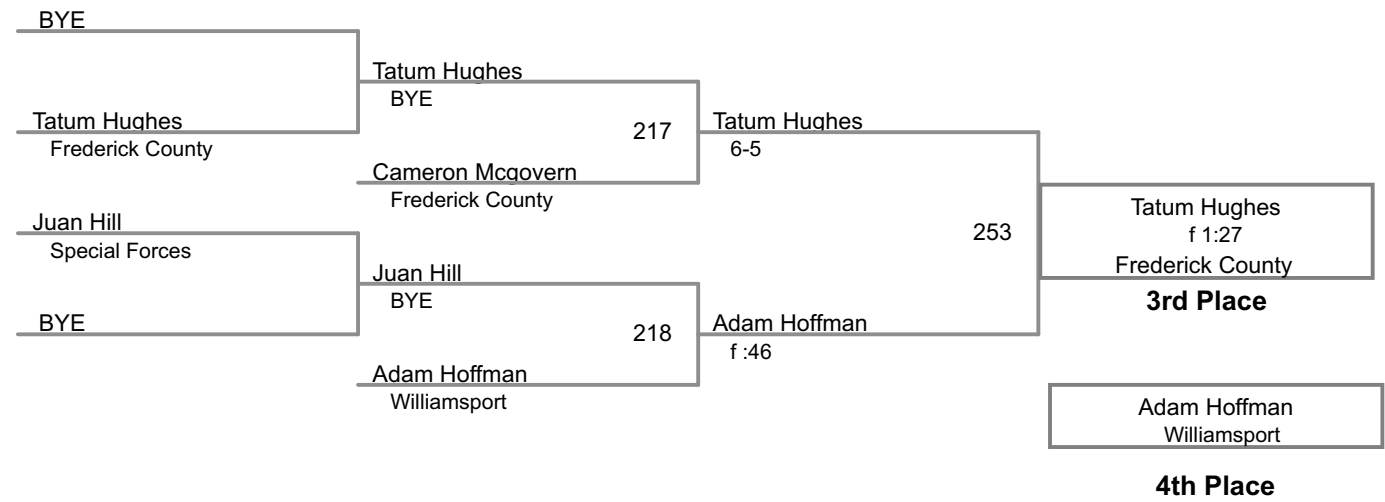 BYE
Tatum Hughes
BYE
Tatum Hughes
Frederick County
217
Tatum Hughes
6-5
Cameron Mcgovern
Frederick County
Juan Hill
Special Forces
253
Tatum Hughes
f 1:27
Frederick County
3rd Place
Juan Hill
BYE
BYE
218
Adam Hoffman
f :46
Adam Hoffman
Williamsport
Adam Hoffman
Williamsport
4th Place